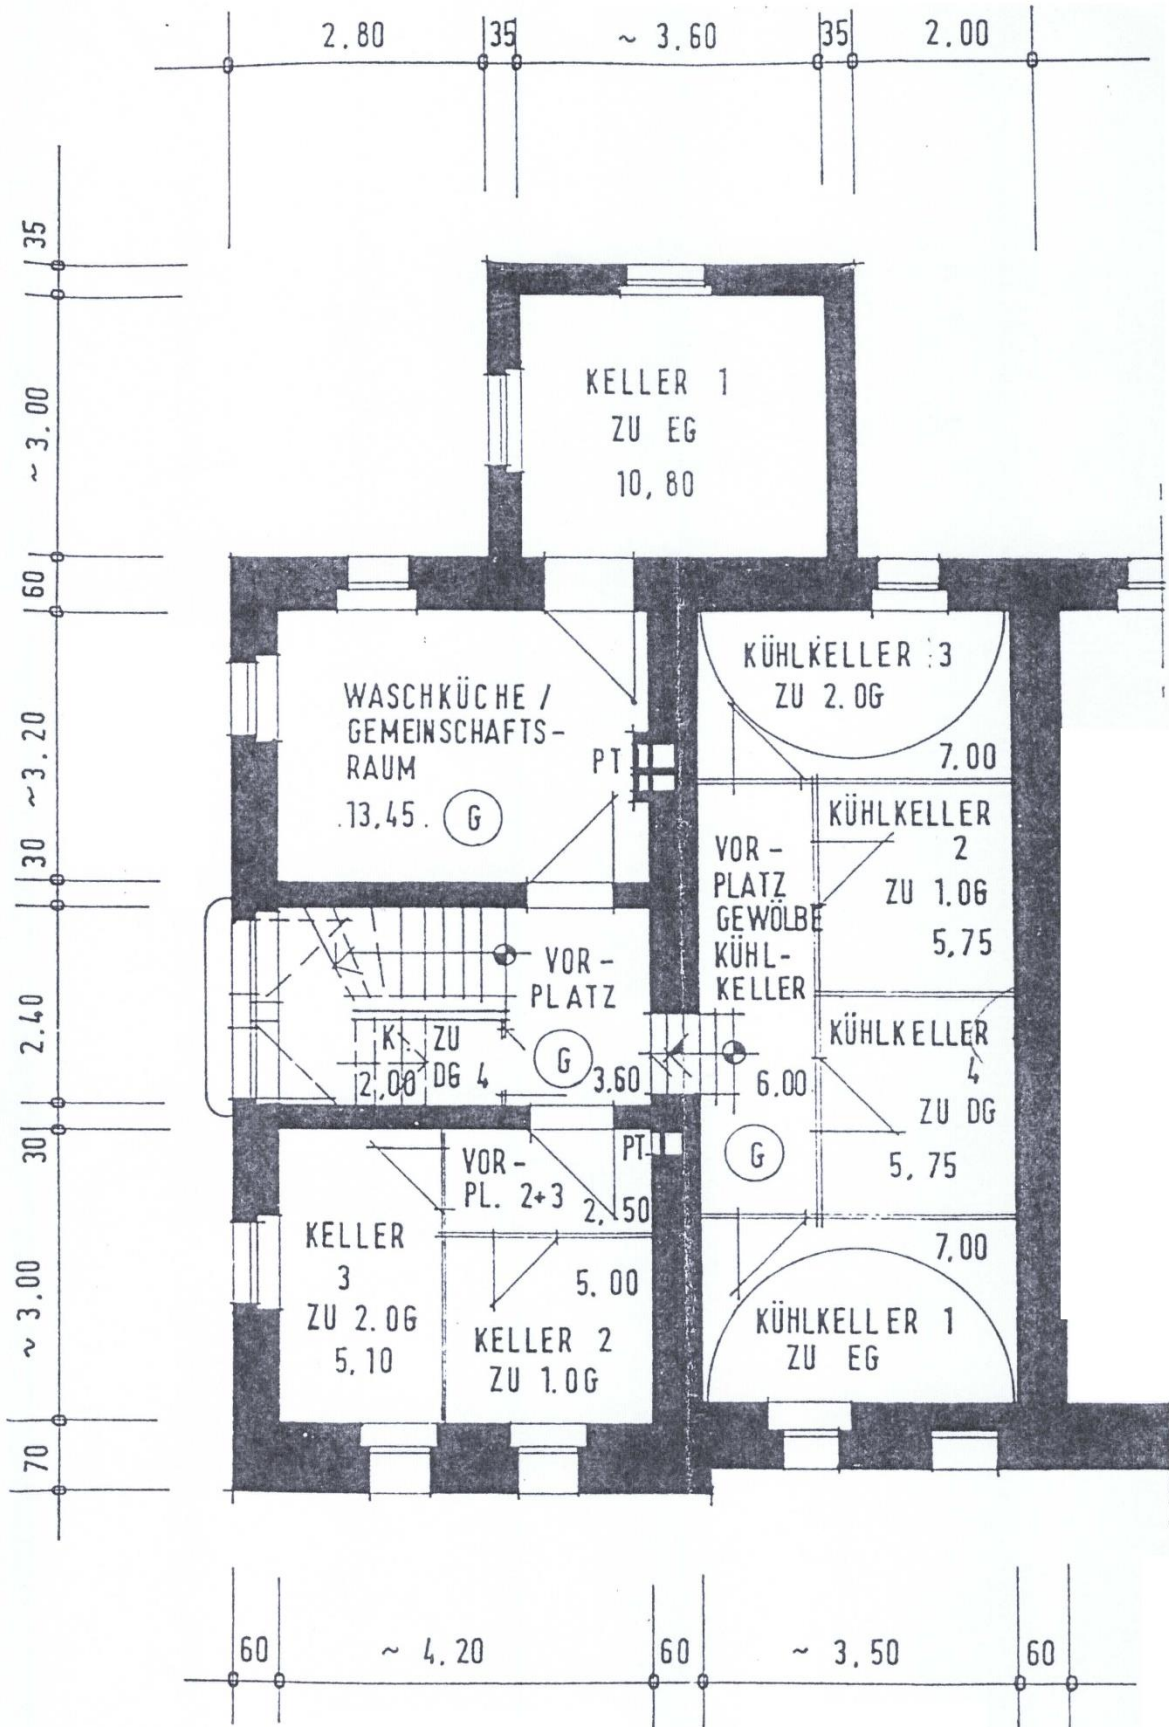 2.80
35
~ 3.60
35
2.00
35
~ 3.00
60
~3.20
30
2.40
30
~ 3,00
70
KELLER 1
ZU EG
10,80
WASCHKÜCHE /
GEMEINSCHAFTS-
RAUM
13,45
G
PT
KÜHLKELLER 3
ZU 2.OG
7.00
KÜHLKELLER
2
ZU 1.OG
5,75
VOR-
PLATZ
GEWÖLBE
KÜHL-
KELLER
6.00
G
VOR-
PLATZ
G
3.60
K. ZU
DG 4
2,00
KÜHLKELLER
4
ZU DG
5,75
VOR-
PL. 2+3
2,50
PT
KELLER
3
ZU 2.OG
5,10
5,00
KELLER 2
ZU 1.OG
7,00
KÜHLKELLER 1
ZU EG
60
~ 4.20
60
~ 3.50
60